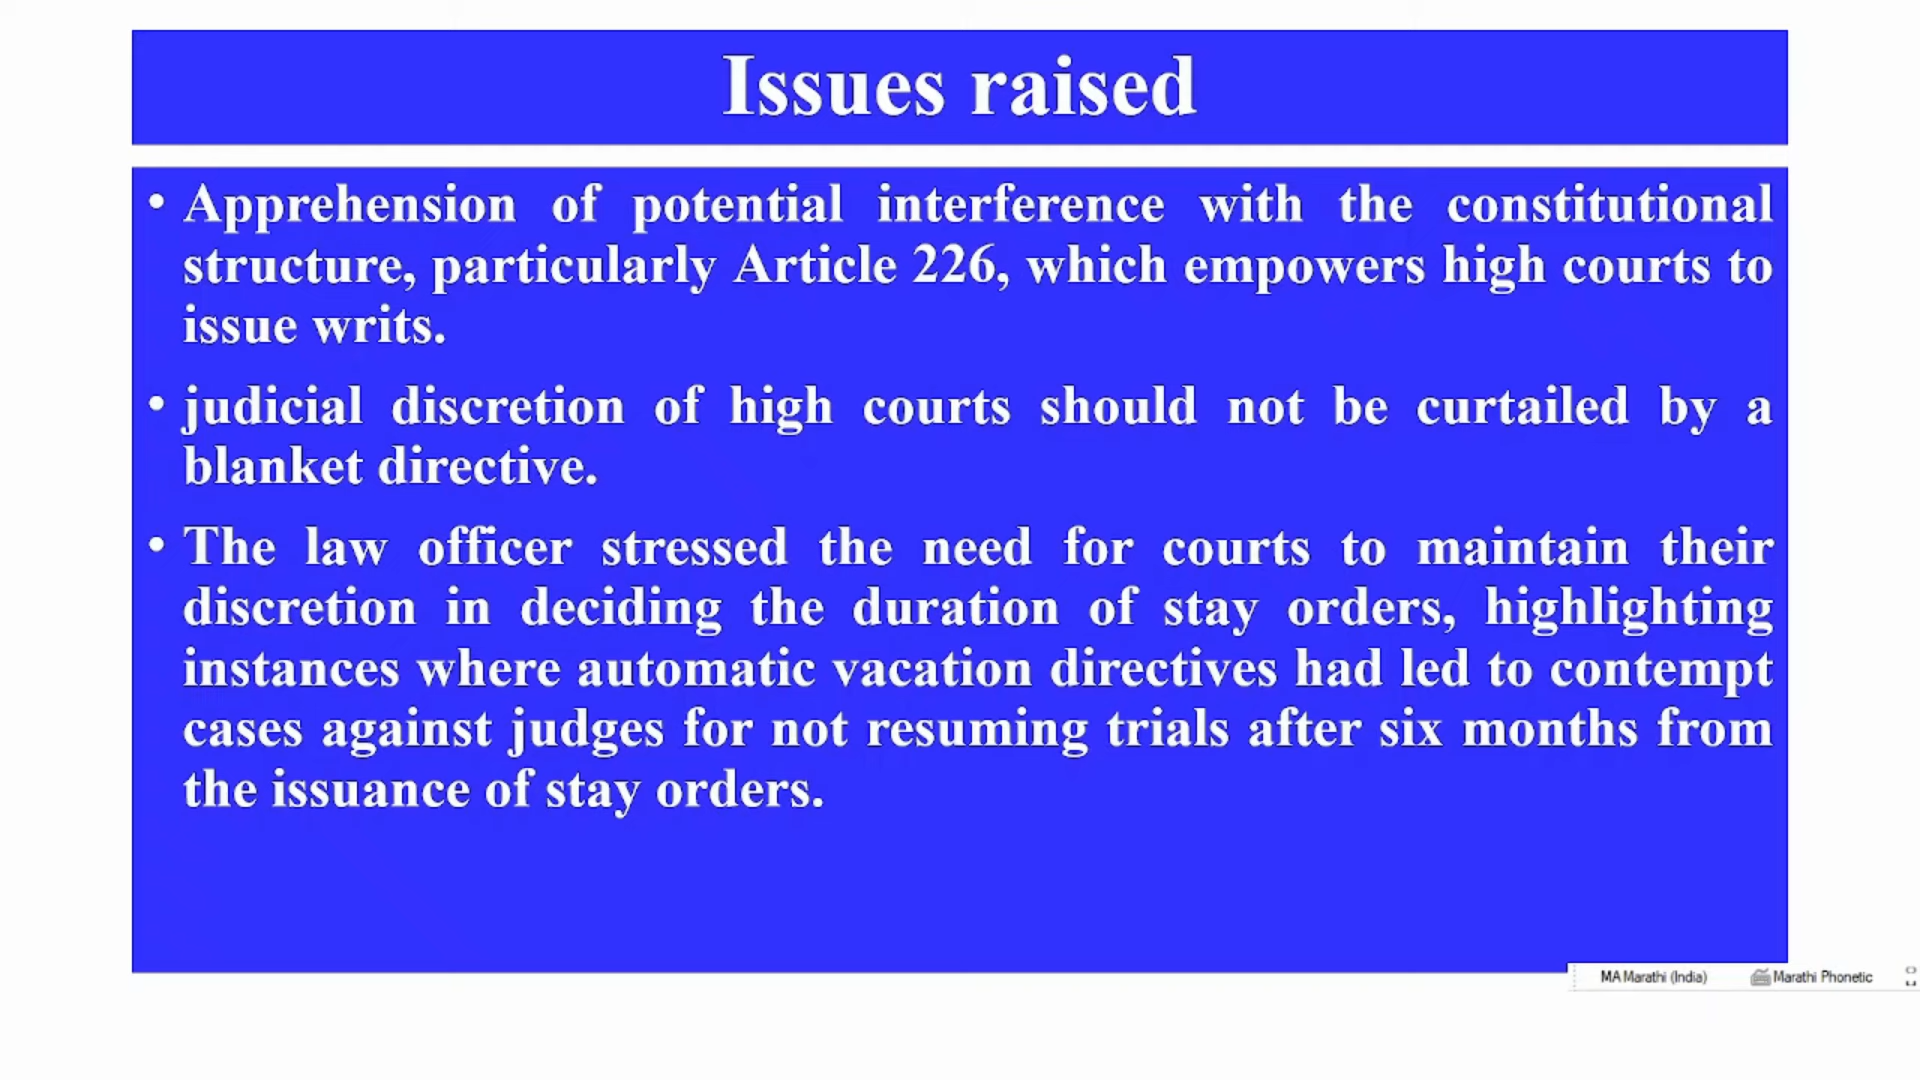 Issues raised
• Apprehension of potential interference with the constitutional
structure, particularly Article 226, which empowers high courts to
issue writs.
• judicial discretion of high courts should not be curtailed by a
blanket directive.
• The law officer stressed the need for courts to maintain their
discretion in deciding the duration of stay orders, highlighting
instances where automatic vacation directives had led to contempt
cases against judges for not resuming trials after six months from
the issuance of stay orders.
MA Marathi (India) Marathi Phonetic